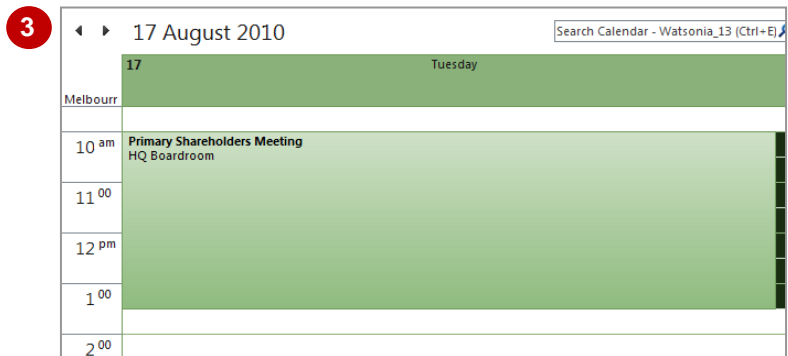 3
17 August 2010
Search Calendar - Watsonia_13 (Ctrl+E)
17 Tuesday
Melbourr
10 am
Primary Shareholders Meeting
HQ Boardroom
11 00
12 pm
1 00
2 00